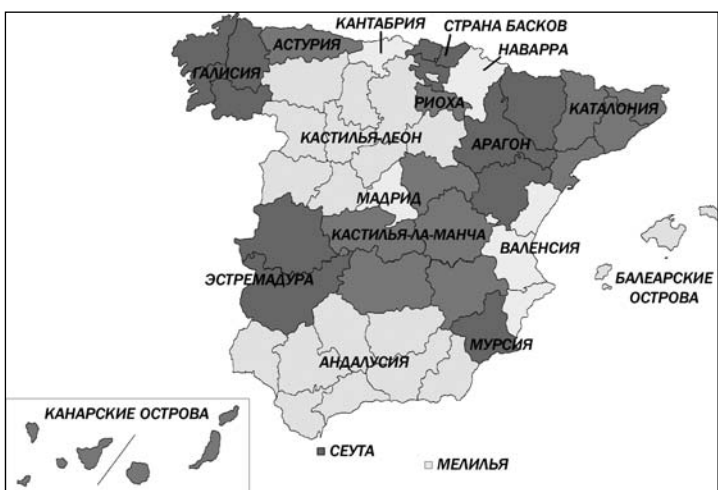 КАНТАБРИЯ
СТРАНА БАСКОВ
АСТУРИЯ
НАВАРРА
ГАЛИСИЯ
РИОХА
КАТАЛОНИЯ
КАСТИЛЬЯ-ЛЕОН
АРАГОН
МАДРИД
КАСТИЛЬЯ-ЛА-МАНЧА
ВАЛЕНСИЯ
ЭСТРЕМАДУРА
БАЛЕАРСКИЕ
ОСТРОВА
МУРСИЯ
АНДАЛУСИЯ
КАНАРСКИЕ ОСТРОВА
СЕУТА
МЕЛИЛЬЯ